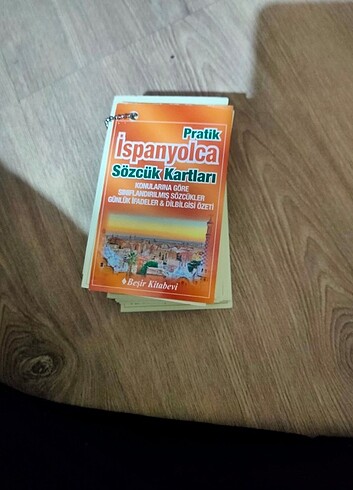 Pratik
İspanyolca
Sözcük Kartları
KONULARINA GÖRE
SINIFLANDIRILMIŞ SÖZCÜKLER
GÜNLÜK İFADELER & DİLBİLGİSİ ÖZETİ
Beşir Kitabevi